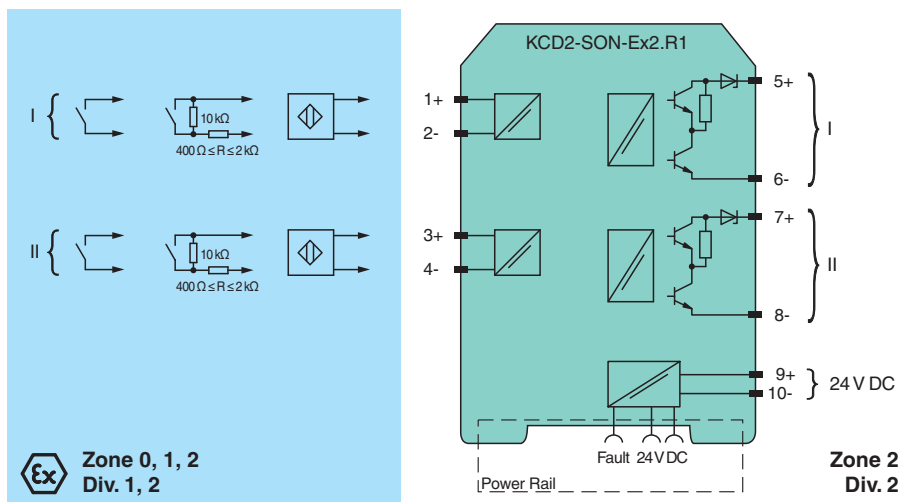 KCD2-SON-Ex2.R1
I
10 kΩ
400 Ω ≤ R ≤ 2 kΩ
1+
2-
5+
I
6-
II
10 kΩ
400 Ω ≤ R ≤ 2 kΩ
3+
4-
7+
II
8-
9+
10-
24 V DC
Fault 24 V DC
Power Rail
Ex
Zone 0, 1, 2
Div. 1, 2
Zone 2
Div. 2